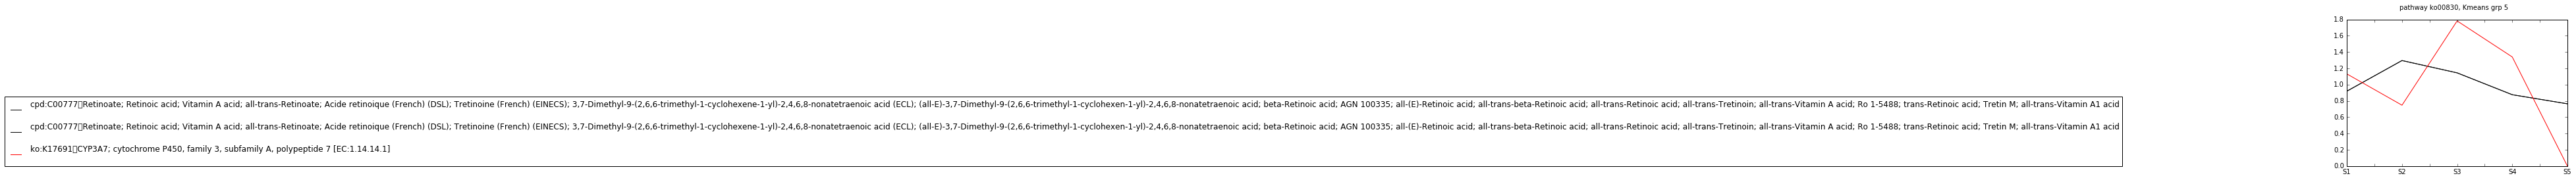 pathway ko00830, Kmeans grp 5
1.8
1.6
1.4
1.2
1.0
0.8
0.6
0.4
0.2
0.0
S1 S2 S3 S4 S5
cpd:C00777▯Retinoate; Retinoic acid; Vitamin A acid; all-trans-Retinoate; Acide retinoique (French) (DSL); Tretinoine (French) (EINECS); 3,7-Dimethyl-9-(2,6,6-trimethyl-1-cyclohexene-1-yl)-2,4,6,8-nonatetraenoic acid (ECL); (all-E)-3,7-Dimethyl-9-(2,6,6-trimethyl-1-cyclohexen-1-yl)-2,4,6,8-nonatetraenoic acid; beta-Retinoic acid; AGN 100335; all-(E)-Retinoic acid; all-trans-beta-Retinoic acid; all-trans-Retinoic acid; all-trans-Tretinoin; all-trans-Vitamin A acid; Ro 1-5488; trans-Retinoic acid; Tretin M; all-trans-Vitamin A1 acid
cpd:C00777▯Retinoate; Retinoic acid; Vitamin A acid; all-trans-Retinoate; Acide retinoique (French) (DSL); Tretinoine (French) (EINECS); 3,7-Dimethyl-9-(2,6,6-trimethyl-1-cyclohexene-1-yl)-2,4,6,8-nonatetraenoic acid (ECL); (all-E)-3,7-Dimethyl-9-(2,6,6-trimethyl-1-cyclohexen-1-yl)-2,4,6,8-nonatetraenoic acid; beta-Retinoic acid; AGN 100335; all-(E)-Retinoic acid; all-trans-beta-Retinoic acid; all-trans-Retinoic acid; all-trans-Tretinoin; all-trans-Vitamin A acid; Ro 1-5488; trans-Retinoic acid; Tretin M; all-trans-Vitamin A1 acid
ko:K17691▯CYP3A7; cytochrome P450, family 3, subfamily A, polypeptide 7 [EC:1.14.14.1]